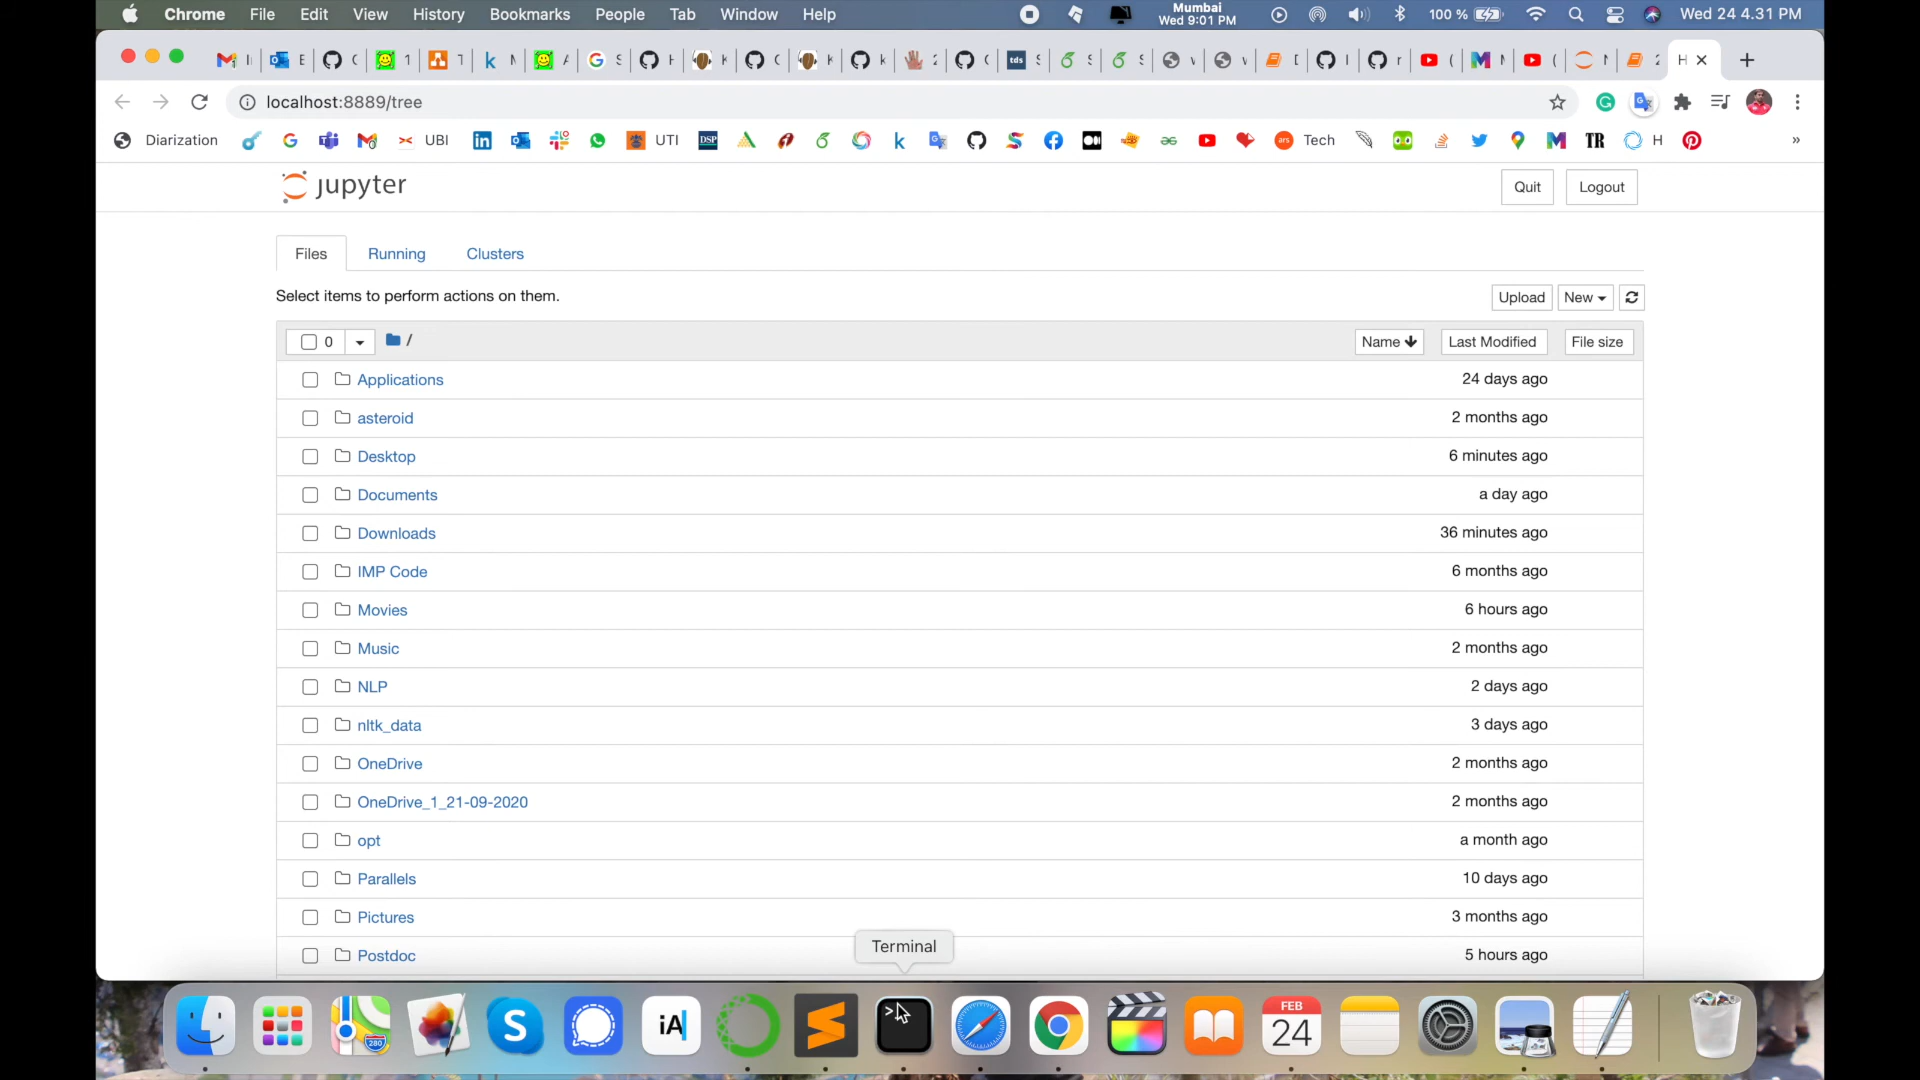 Chrome File Edit View History Bookmarks People Tab Window Help Mumbai Wed 9:01 PM 100 % Wed 24 4.31 PM
localhost:8889/tree
Diarization UBI UTI DSP Tech TR H »
jupyter Quit Logout
Files Running Clusters
Select items to perform actions on them. Upload New
0 / Name Last Modified File size
Applications 24 days ago
asteroid 2 months ago
Desktop 6 minutes ago
Documents a day ago
Downloads 36 minutes ago
IMP Code 6 months ago
Movies 6 hours ago
Music 2 months ago
NLP 2 days ago
nltk_data 3 days ago
OneDrive 2 months ago
OneDrive_1_21-09-2020 2 months ago
opt a month ago
Parallels 10 days ago
Pictures 3 months ago
Postdoc 5 hours ago
Terminal
280 S iA >_ FEB 24